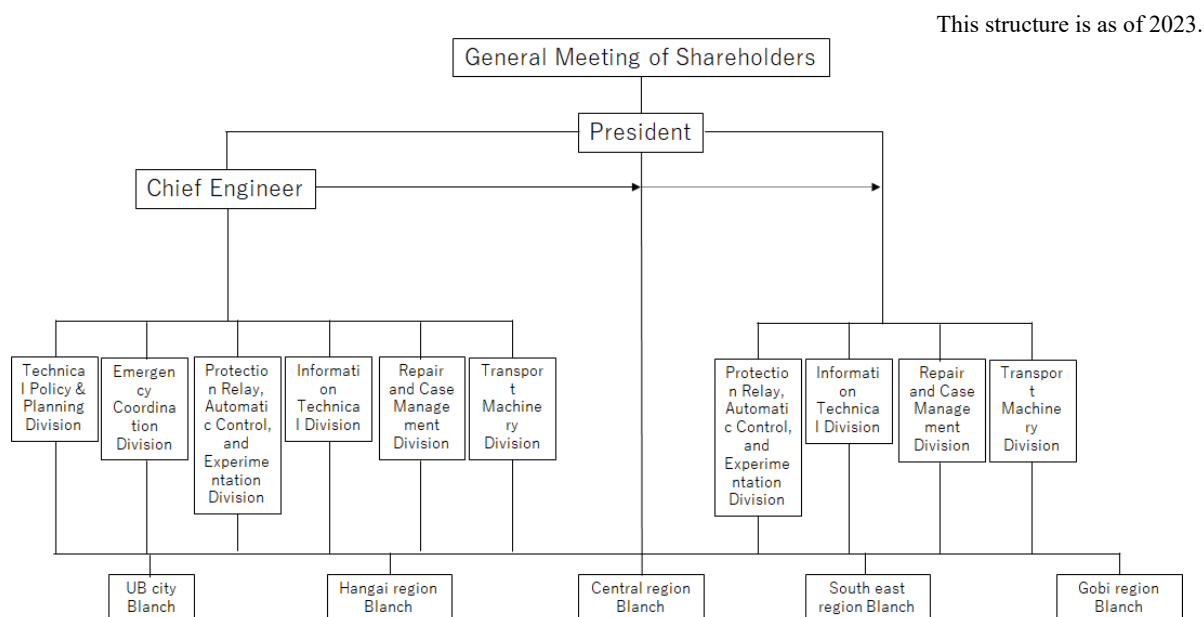 This structure is as of 2023.
General Meeting of Shareholders
President
Chief Engineer
Technica
l Policy &
Planning
Division
Emergen
cy
Coordina
tion
Division
Protectio
n Relay,
Automati
c Control,
and
Experime
ntation
Division
Informati
on
Technica
l Division
Repair
and Case
Manage
ment
Division
Transpor
t
Machine
ry
Division
Protectio
n Relay,
Automati
c Control,
and
Experime
ntation
Division
Informati
on
Technica
l Division
Repair
and Case
Manage
ment
Division
Transpor
t
Machine
ry
Division
UB city
Blanch
Hangai region
Blanch
Central region
Blanch
South east
region Blanch
Gobi region
Blanch